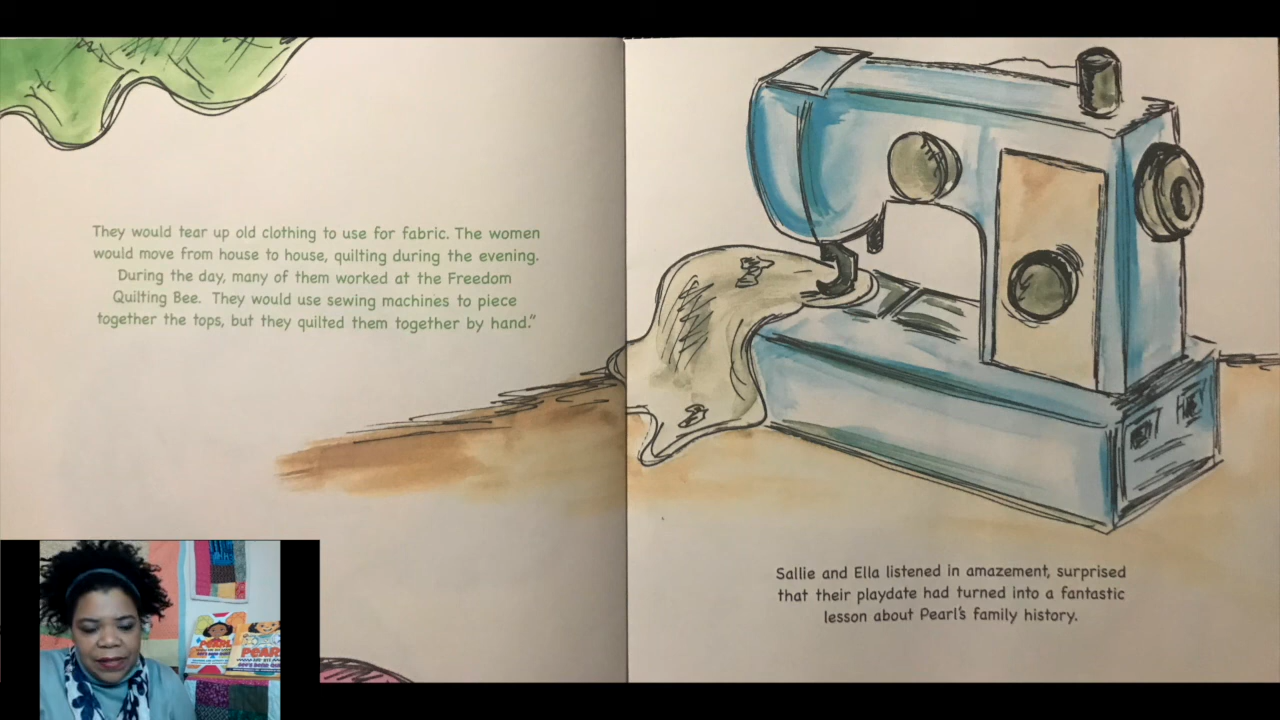 They would tear up old clothing to use for fabric. The women
would move from house to house, quilting during the evening.
During the day, many of them worked at the Freedom
Quilting Bee. They would use sewing machines to piece
together the tops, but they quilted them together by hand.”
Sallie and Ella listened in amazement, surprised
that their playdate had turned into a fantastic
lesson about Pearl's family history.
PEARL
PEARL